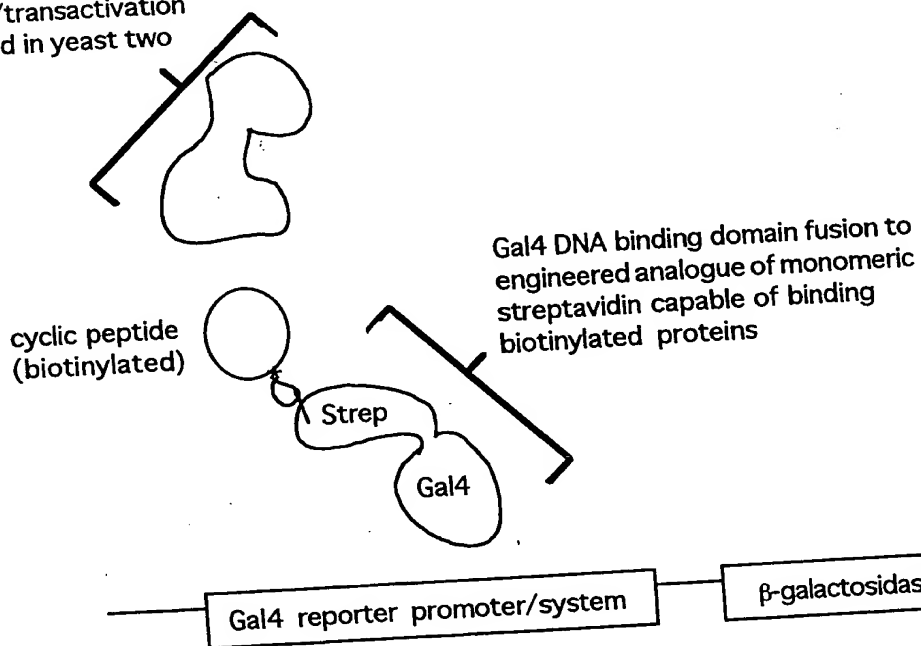 /transactivation
d in yeast two
Gal4 DNA binding domain fusion to
engineered analogue of monomeric
streptavidin capable of binding
biotinylated proteins
cyclic peptide
(biotinylated)
Strep
Gal4
Gal4 reporter promoter/system
β-galactosidas